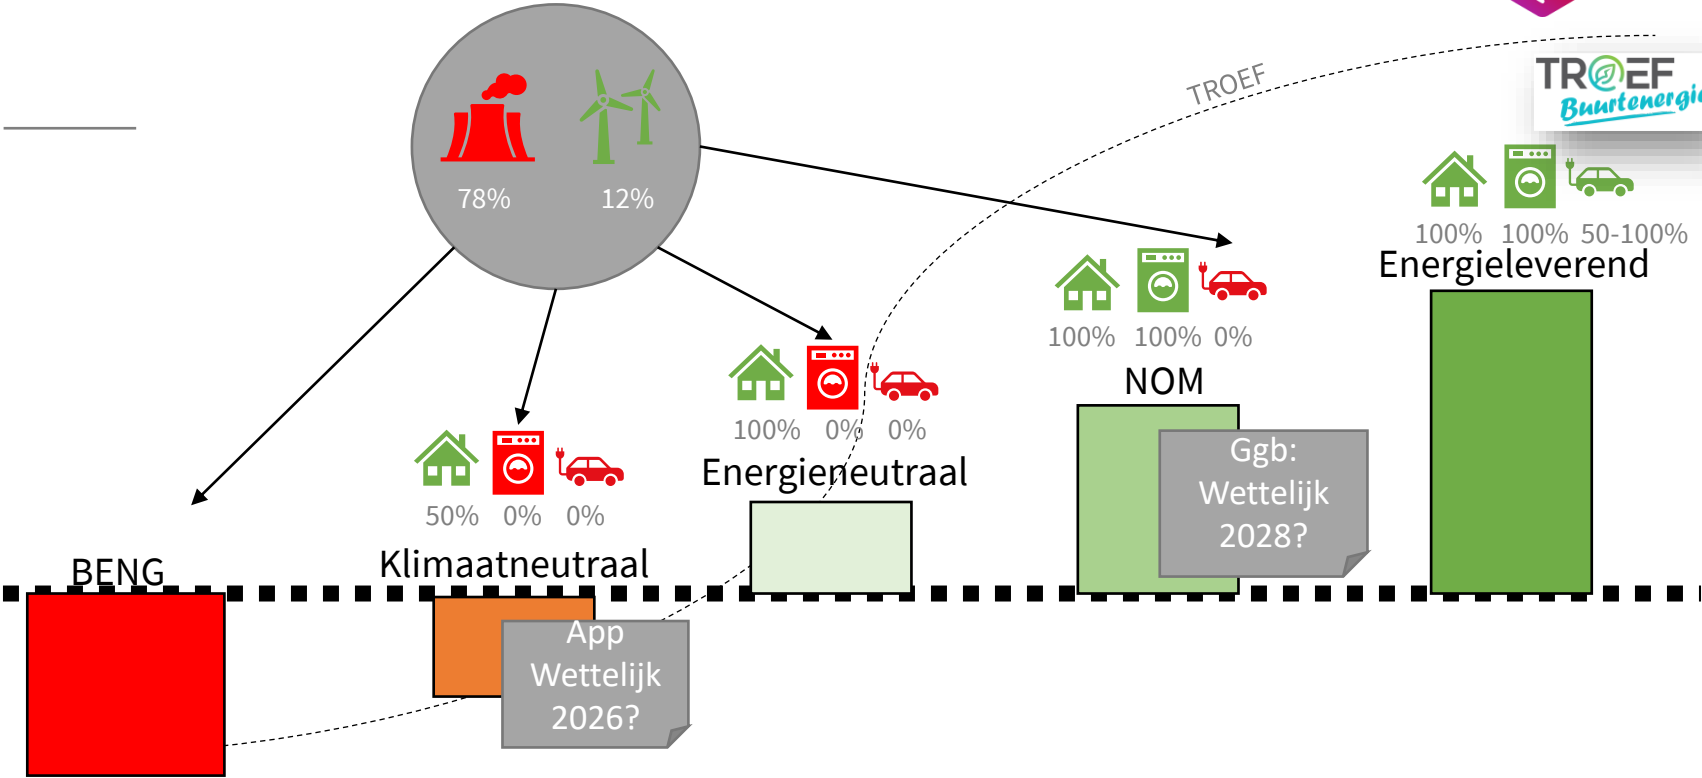 78% 12%
TROEF
TROEF
Buurtenergie
100% 100% 50-100%
Energieleverend
100% 100% 0%
NOM
Ggb:
Wettelijk
2028?
100% 0% 0%
Energieneutraal
50% 0% 0%
Klimaatneutraal
App
Wettelijk
2026?
BENG